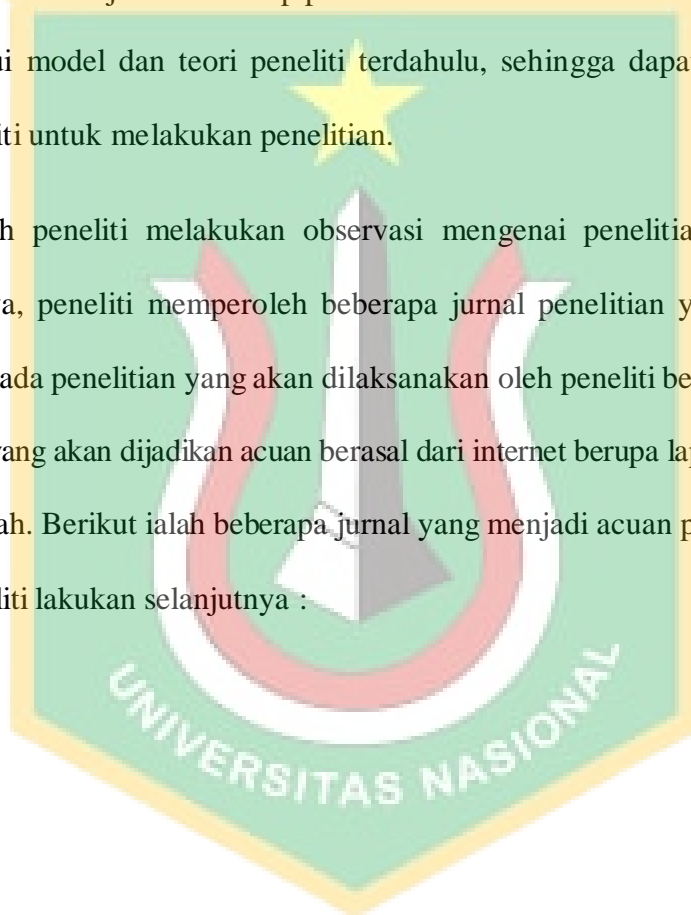 ui model dan teori peneliti terdahulu, sehingga dapa
iti untuk melakukan penelitian.
h peneliti melakukan observasi mengenai penelitia
a, peneliti memperoleh beberapa jurnal penelitian y
ada penelitian yang akan dilaksanakan oleh peneliti be
yang akan dijadikan acuan berasal dari internet berupa la
ah. Berikut ialah beberapa jurnal yang menjadi acuan p
iti lakukan selanjutnya :
UNIVERSITAS NASIONAL